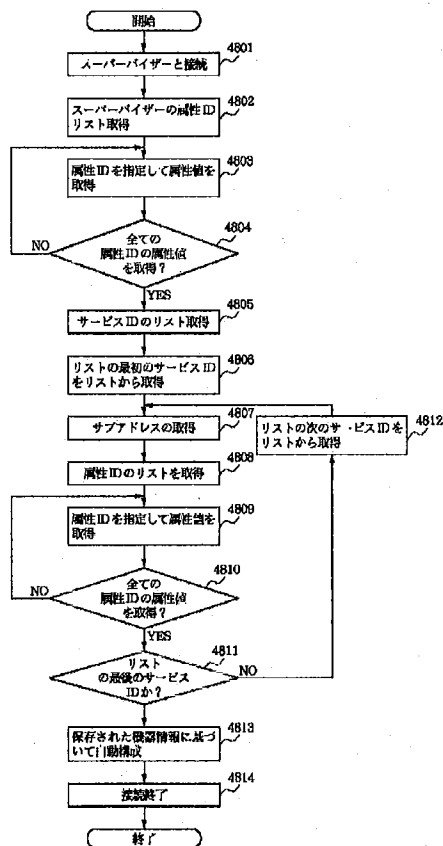 開始
4801
スーパーバイザーと接続
4802
スーパーバイザーの属性ID
リスト取得
4803
属性IDを指定して属性値を
取得
4804
全ての
属性IDの属性値
を取得?
NO
YES
4805
サービスIDのリスト取得
4806
リストの最初のサービスID
をリストから取得
4807
サブアドレスの取得
4812
リストの次のサービスIDを
リストから取得
4808
属性IDのリストを取得
4809
属性IDを指定して属性値を
取得
4810
全ての
属性IDの属性値
を取得?
NO
YES
4811
リスト
の最後のサービス
IDか?
NO
YES
4813
保存された機器情報に基づ
いて自動構成
4814
接続終了
終了